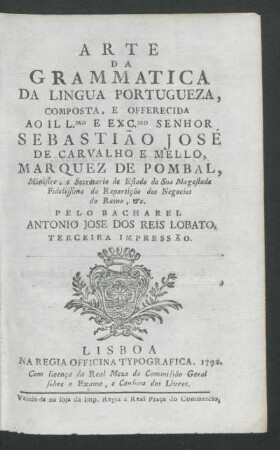 ARTE
DA
GRAMMATICA
DA LINGUA PORTUGUEZA,
COMPOSTA, E OFFERECIDA
AO ILL.MO E EXC.MO SENHOR
SEBASTIÃO JOSÉ
DE CARVALHO E MELLO,
MARQUEZ DE POMBAL,
Ministro, e Secretario de Estado de Sua Magestade
Fidelissima da Repartição dos Negocios
do Reino, &c.
PELO BACHAREL
ANTONIO JOSE DOS REIS LOBATO,
TERCEIRA IMPRESSÃO.
LISBOA
NA REGIA OFFICINA TYPOGRAFICA. 1792.
Com licença da Real Meza da Commissão Geral
sobre o Exame, e Censura dos Livros.
Vende-se na loja da Imp. Regia á Real Praça do Commercio,